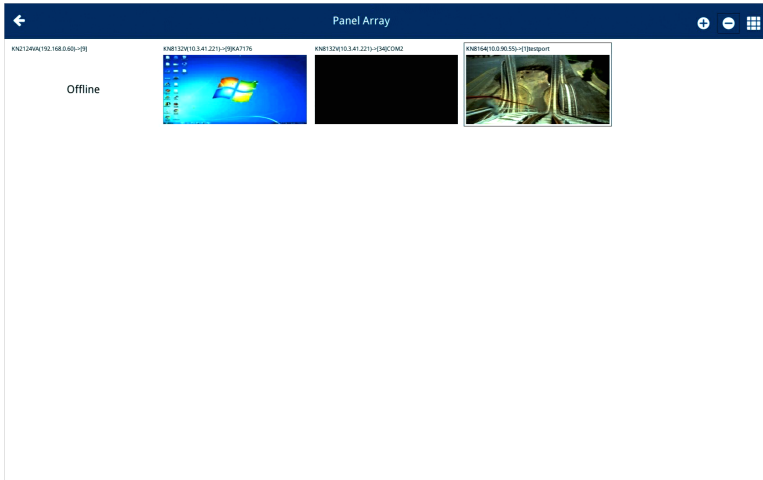 Panel Array
KN2124VA(192.168.0.60)->[9]
KN8132V(10.3.41.221)->[9]KA7176
KN8132V(10.3.41.221)->[34]COM2
KN8164(10.0.90.55)->[1]testport
Offline